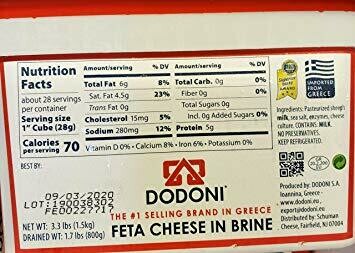 Nutrition
Facts
about 28 servings
per container
Serving size
1" Cube (28g)
Calories
per serving 70
Amount/serving % DV
Total Fat 6g 8%
Sat. Fat 4.5g 23%
Trans Fat 0g
Cholesterol 15mg 5%
Sodium 280mg 12%
Amount/serving % DV
Total Carb. 0g 0%
Fiber 0g 0%
Total Sugars 0g
Incl. 0g Added Sugars 0%
Protein 5g
Vitamin D 0% • Calcium 8% • Iron 6% • Potassium 0%
IMPORTED
FROM
GREECE
Ingredients: Pasteurized sheep's
milk, sea salt, enzymes, cheese
culture. CONTAINS: MILK.
NO PRESERVATIVES.
KEEP REFRIGERATED.
BEST BY:
09/03/2020
LOT:190038302
DODONI
THE #1 SELLING BRAND IN GREECE
FETA CHEESE IN BRINE
NET WT: 3.3 lbs (1.5kg)
DRAINED WT: 1.7 lbs (800g)
Produced by: DODONI S.A.
Ioannina, Greece -
www.dodoni.eu,
export@dodoni.eu
Distributed by: Schuman
Cheese, Fairfield, NJ